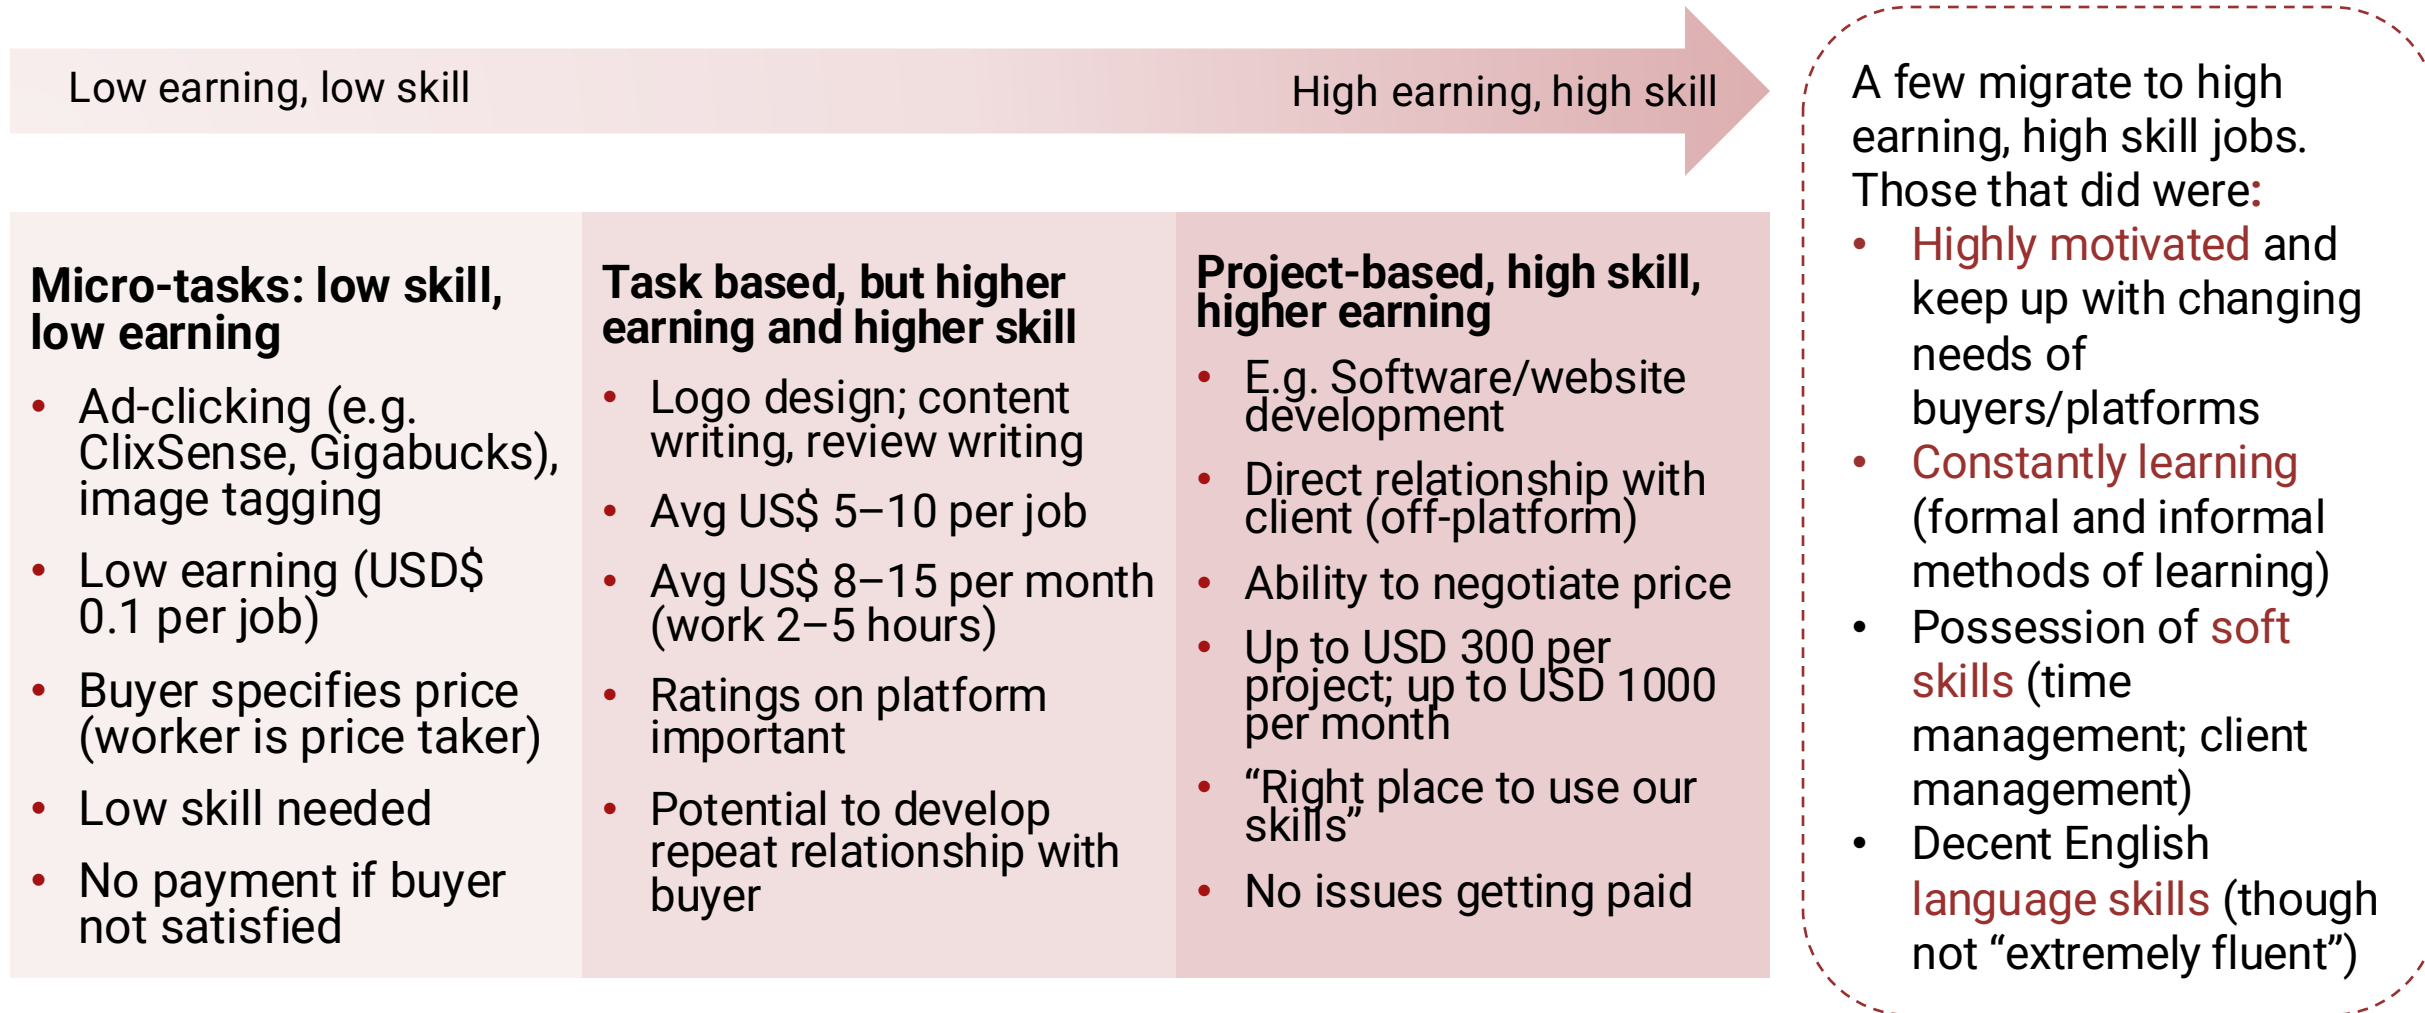 Low earning, low skill
High earning, high skill
Micro-tasks: low skill,
low earning
• Ad-clicking (e.g.
ClixSense, Gigabucks),
image tagging
• Low earning (USD$
0.1 per job)
• Buyer specifies price
(worker is price taker)
• Low skill needed
• No payment if buyer
not satisfied
Task based, but higher
earning and higher skill
• Logo design; content
writing, review writing
• Avg US$ 5–10 per job
• Avg US$ 8–15 per month
(work 2–5 hours)
• Ratings on platform
important
• Potential to develop
repeat relationship with
buyer
Project-based, high skill,
higher earning
• E.g. Software/website
development
• Direct relationship with
client (off-platform)
• Ability to negotiate price
• Up to USD 300 per
project; up to USD 1000
per month
• “Right place to use our
skills”
• No issues getting paid
A few migrate to high
earning, high skill jobs.
Those that did were:
• Highly motivated and
keep up with changing
needs of
buyers/platforms
• Constantly learning
(formal and informal
methods of learning)
• Possession of soft
skills (time
management; client
management)
• Decent English
language skills (though
not “extremely fluent”)